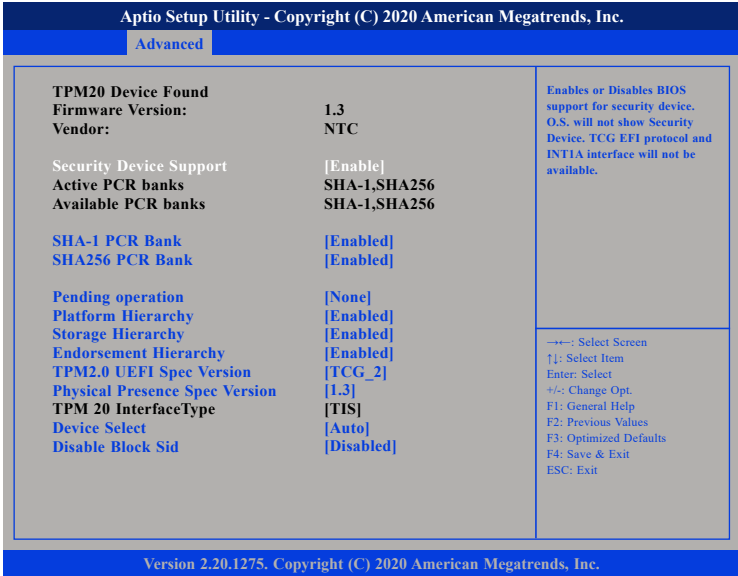 Aptio Setup Utility - Copyright (C) 2020 American Megatrends, Inc.
Advanced
TPM20 Device Found
Firmware Version: 1.3
Vendor: NTC
Security Device Support [Enable]
Active PCR banks SHA-1,SHA256
Available PCR banks SHA-1,SHA256
SHA-1 PCR Bank [Enabled]
SHA256 PCR Bank [Enabled]
Pending operation [None]
Platform Hierarchy [Enabled]
Storage Hierarchy [Enabled]
Endorsement Hierarchy [Enabled]
TPM2.0 UEFI Spec Version [TCG_2]
Physical Presence Spec Version [1.3]
TPM 20 InterfaceType [TIS]
Device Select [Auto]
Disable Block Sid [Disabled]
Enables or Disables BIOS
support for security device.
O.S. will not show Security
Device. TCG EFI protocol and
INT1A interface will not be
available.
→←: Select Screen
↑↓: Select Item
Enter: Select
+/-: Change Opt.
F1: General Help
F2: Previous Values
F3: Optimized Defaults
F4: Save & Exit
ESC: Exit
Version 2.20.1275. Copyright (C) 2020 American Megatrends, Inc.